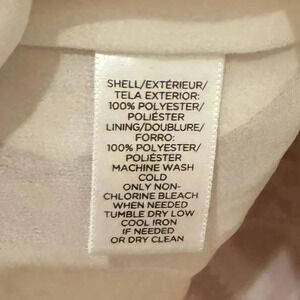 SHELL/EXTÉRIEUR/
TELA EXTERIOR:
100% POLYESTER/
POLIÉSTER
LINING/DOUBLURE/
FORRO:
100% POLYESTER/
POLIÉSTER
MACHINE WASH
COLD
ONLY NON-
CHLORINE BLEACH
WHEN NEEDED
TUMBLE DRY LOW
COOL IRON
IF NEEDED
OR DRY CLEAN